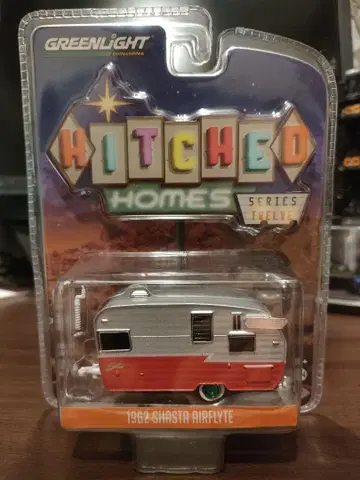 GREENLIGHT
HITCHED
HOMES
SERIES
TWELVE
1962 SHASTA AIRFLYTE